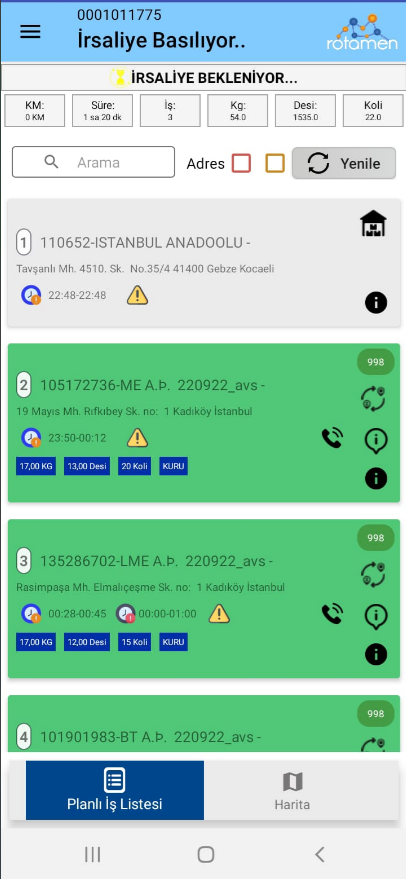 0001011775
İrsaliye Basılıyor..
rotamen
İRSALİYE BEKLENİYOR...
KM:
0 KM
Süre:
1 sa 20 dk
İş:
3
Kg:
54.0
Desi:
1535.0
Koli
22.0
Arama
Adres
Yenile
1 110652-ISTANBUL ANADOOLU -
Tavşanlı Mh. 4510. Sk. No.35/4 41400 Gebze Kocaeli
22:48-22:48
998
2 105172736-ME A.Þ. 220922_avs -
19 Mayıs Mh. Rıfkıbey Sk. no: 1 Kadıköy İstanbul
23:50-00:12
17,00 KG 13,00 Desi 20 Koli KURU
998
3 135286702-LME A.Þ. 220922_avs -
Rasimpaşa Mh. Elmalıçeşme Sk. no: 1 Kadıköy İstanbul
00:28-00:45 00:00-01:00
17,00 KG 12,00 Desi 15 Koli KURU
998
4 101901983-BT A.Þ. 220922_avs -
Planlı İş Listesi
Harita